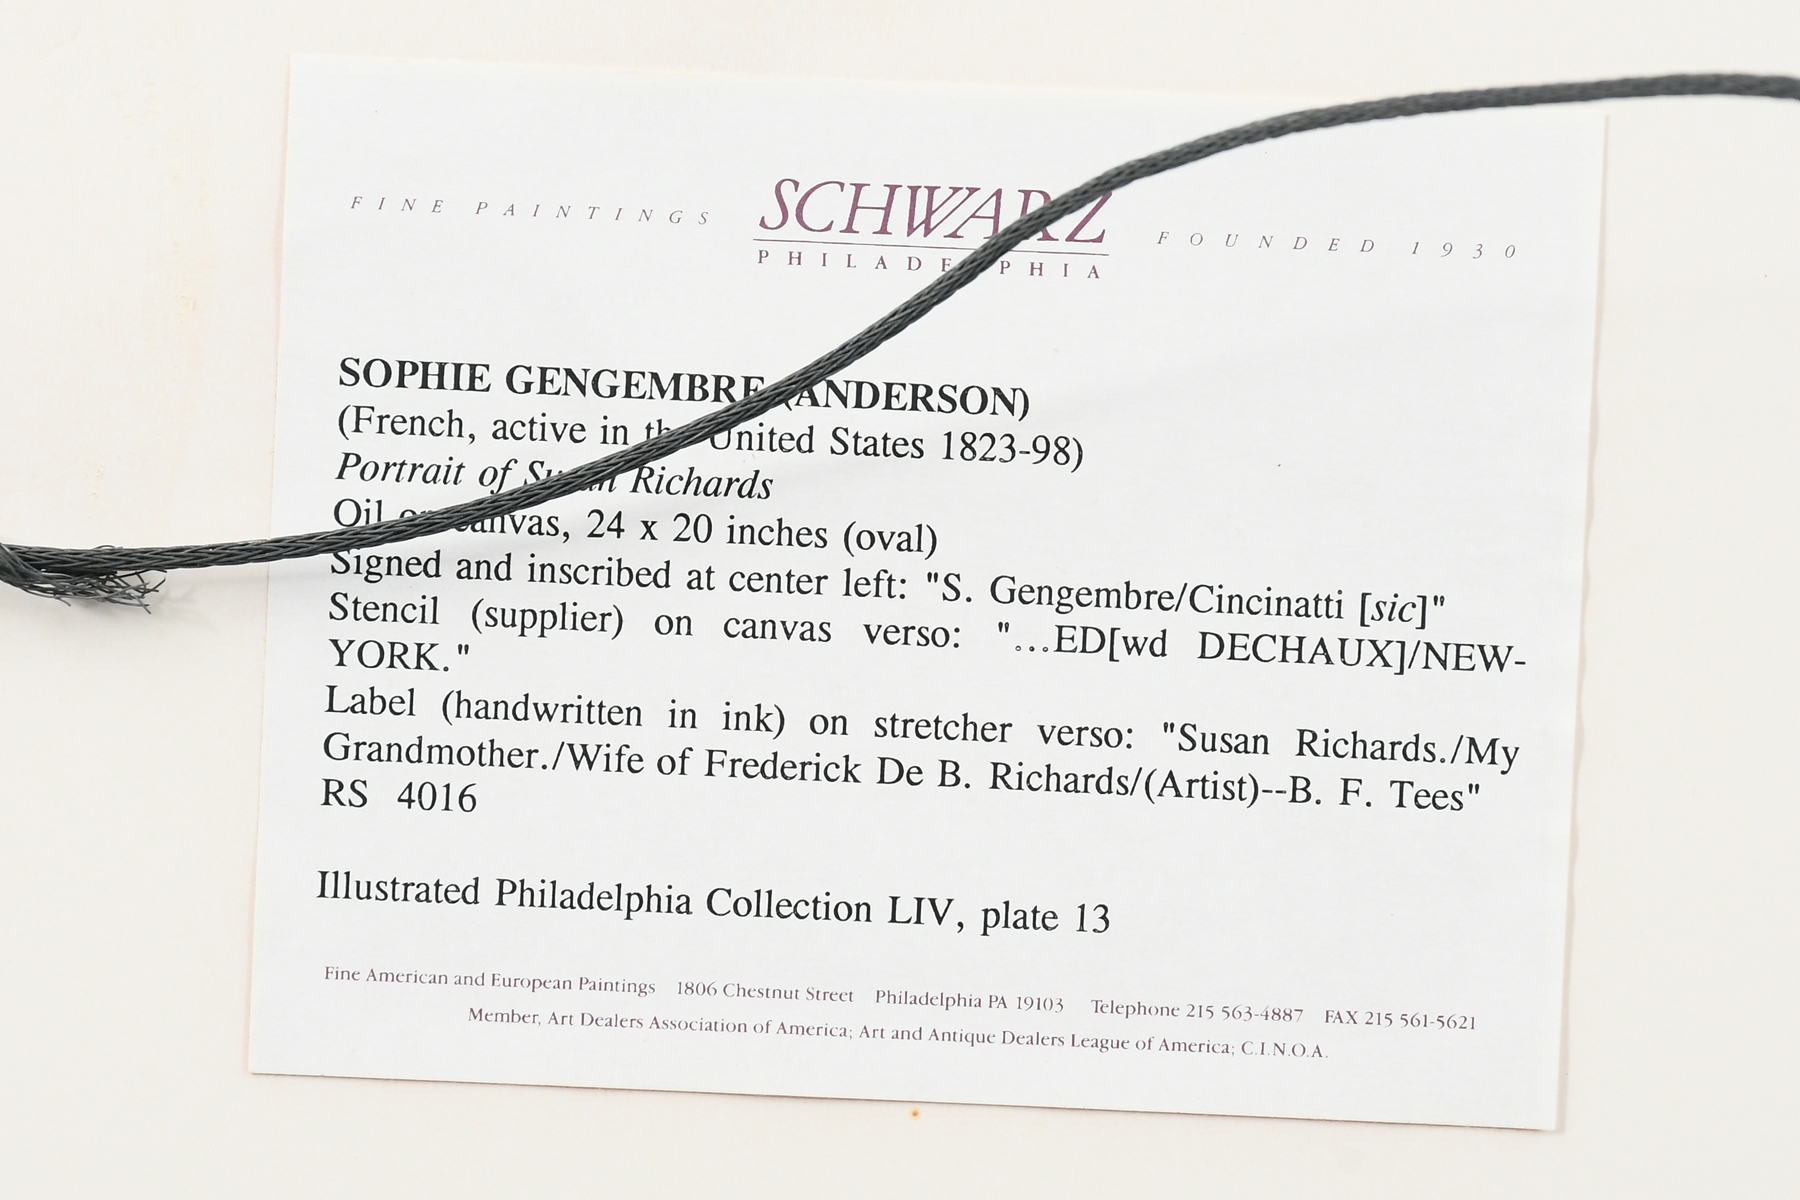 FINE PAINTINGS SCHWARZ FOUNDED 1930
PHILADELPHIA
SOPHIE GENGEMBRE (ANDERSON)
(French, active in the United States 1823-98)
Portrait of Susan Richards
Oil on canvas, 24 x 20 inches (oval)
Signed and inscribed at center left: "S. Gengembre/Cincinatti [sic]"
Stencil (supplier) on canvas verso: "...ED[wd DECHAUX]/NEW-
YORK."
Label (handwritten in ink) on stretcher verso: "Susan Richards./My
Grandmother./Wife of Frederick De B. Richards/(Artist)--B. F. Tees"
RS 4016
Illustrated Philadelphia Collection LIV, plate 13
Fine American and European Paintings 1806 Chestnut Street Philadelphia PA 19103 Telephone 215 563-4887 FAX 215 561-5621
Member, Art Dealers Association of America; Art and Antique Dealers League of America; C.I.N.O.A.